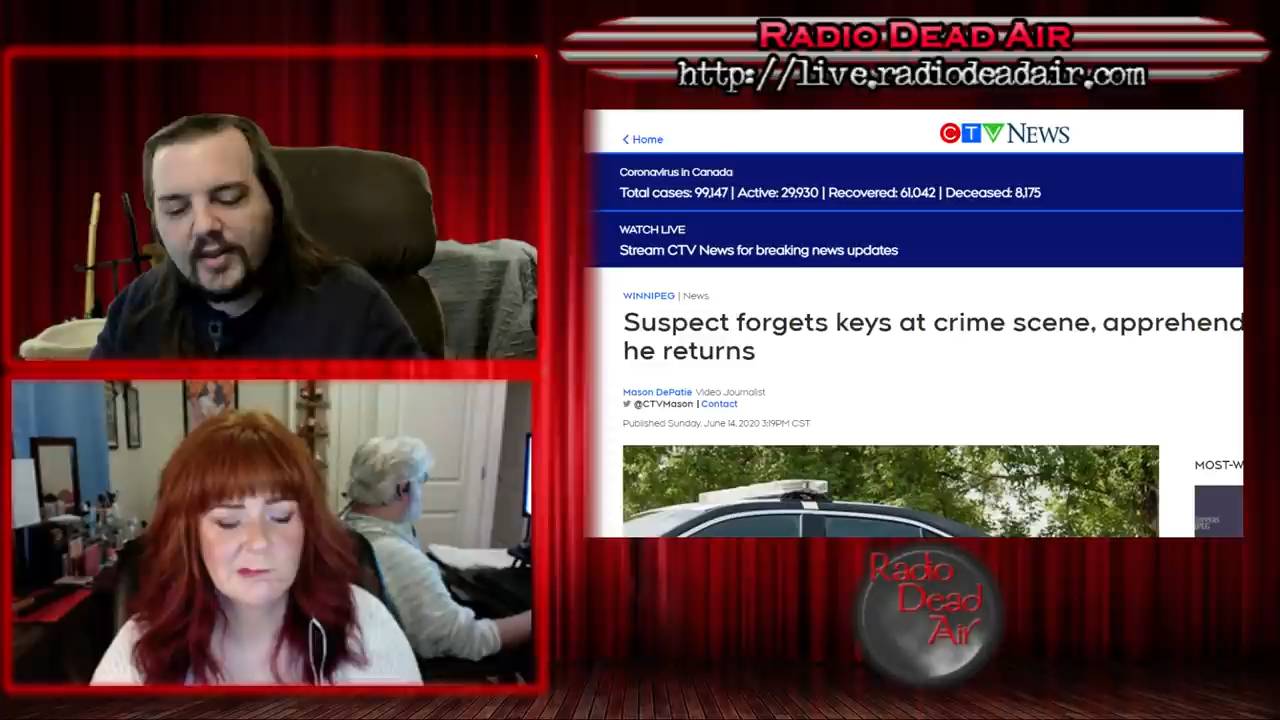 RADIO DEAD AIR
http://live.radiodeadair.com
Home
CTV NEWS
Coronavirus in Canada
Total cases: 99,147 | Active: 29,930 | Recovered: 61,042 | Deceased: 8,175
WATCH LIVE
Stream CTV News for breaking news updates
WINNIPEG | News
Suspect forgets keys at crime scene, apprehend
he returns
Mason DePatie Video Journalist
@CTVMason | Contact
Published Sunday, June 14, 2020 3:19PM CST
MOST-W
Radio
Dead
Air